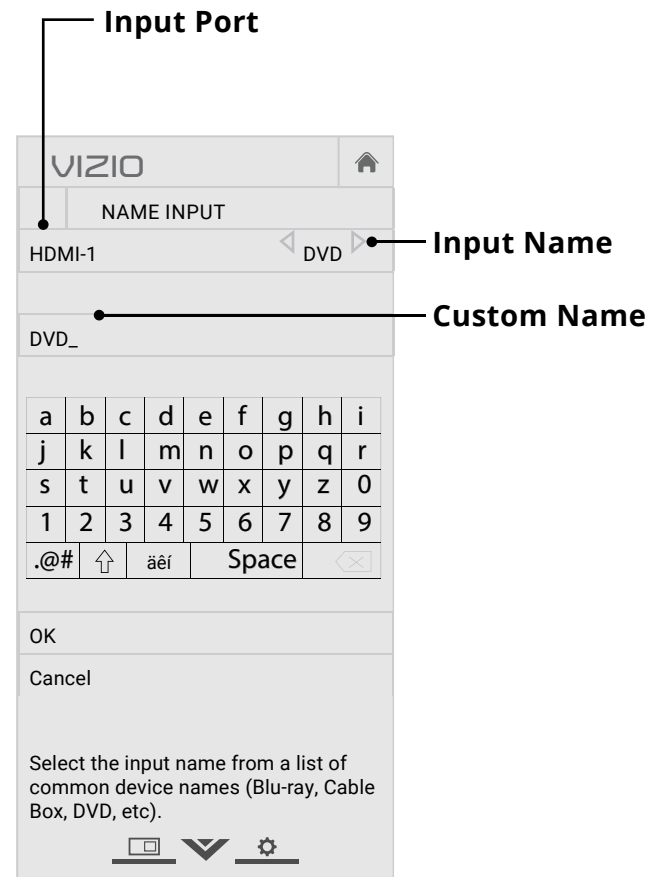 Input Port
VIZIO
NAME INPUT
HDMI-1 DVD
Input Name
Custom Name
DVD_
a b c d e f g h i
j k l m n o p q r
s t u v w x y z 0
1 2 3 4 5 6 7 8 9
.@# äêí Space
OK
Cancel
Select the input name from a list of
common device names (Blu-ray, Cable
Box, DVD, etc).